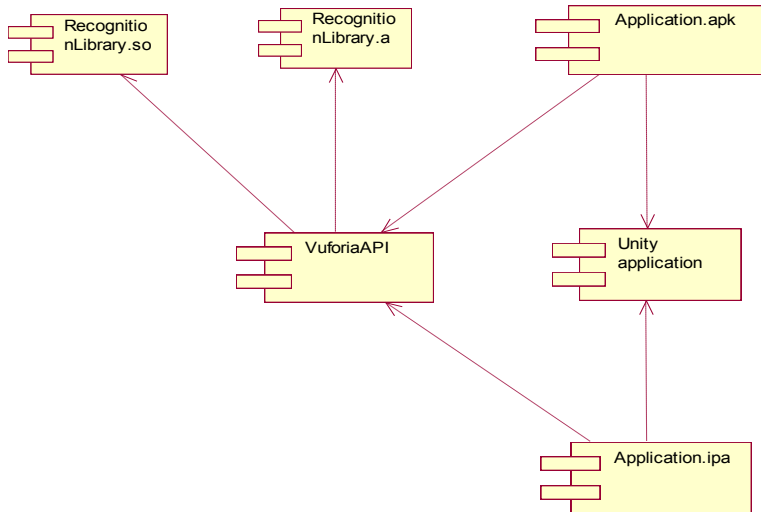 Recognitio
nLibrary.so
Recognitio
nLibrary.a
Application.apk
VuforiaAPI
Unity
application
Application.ipa